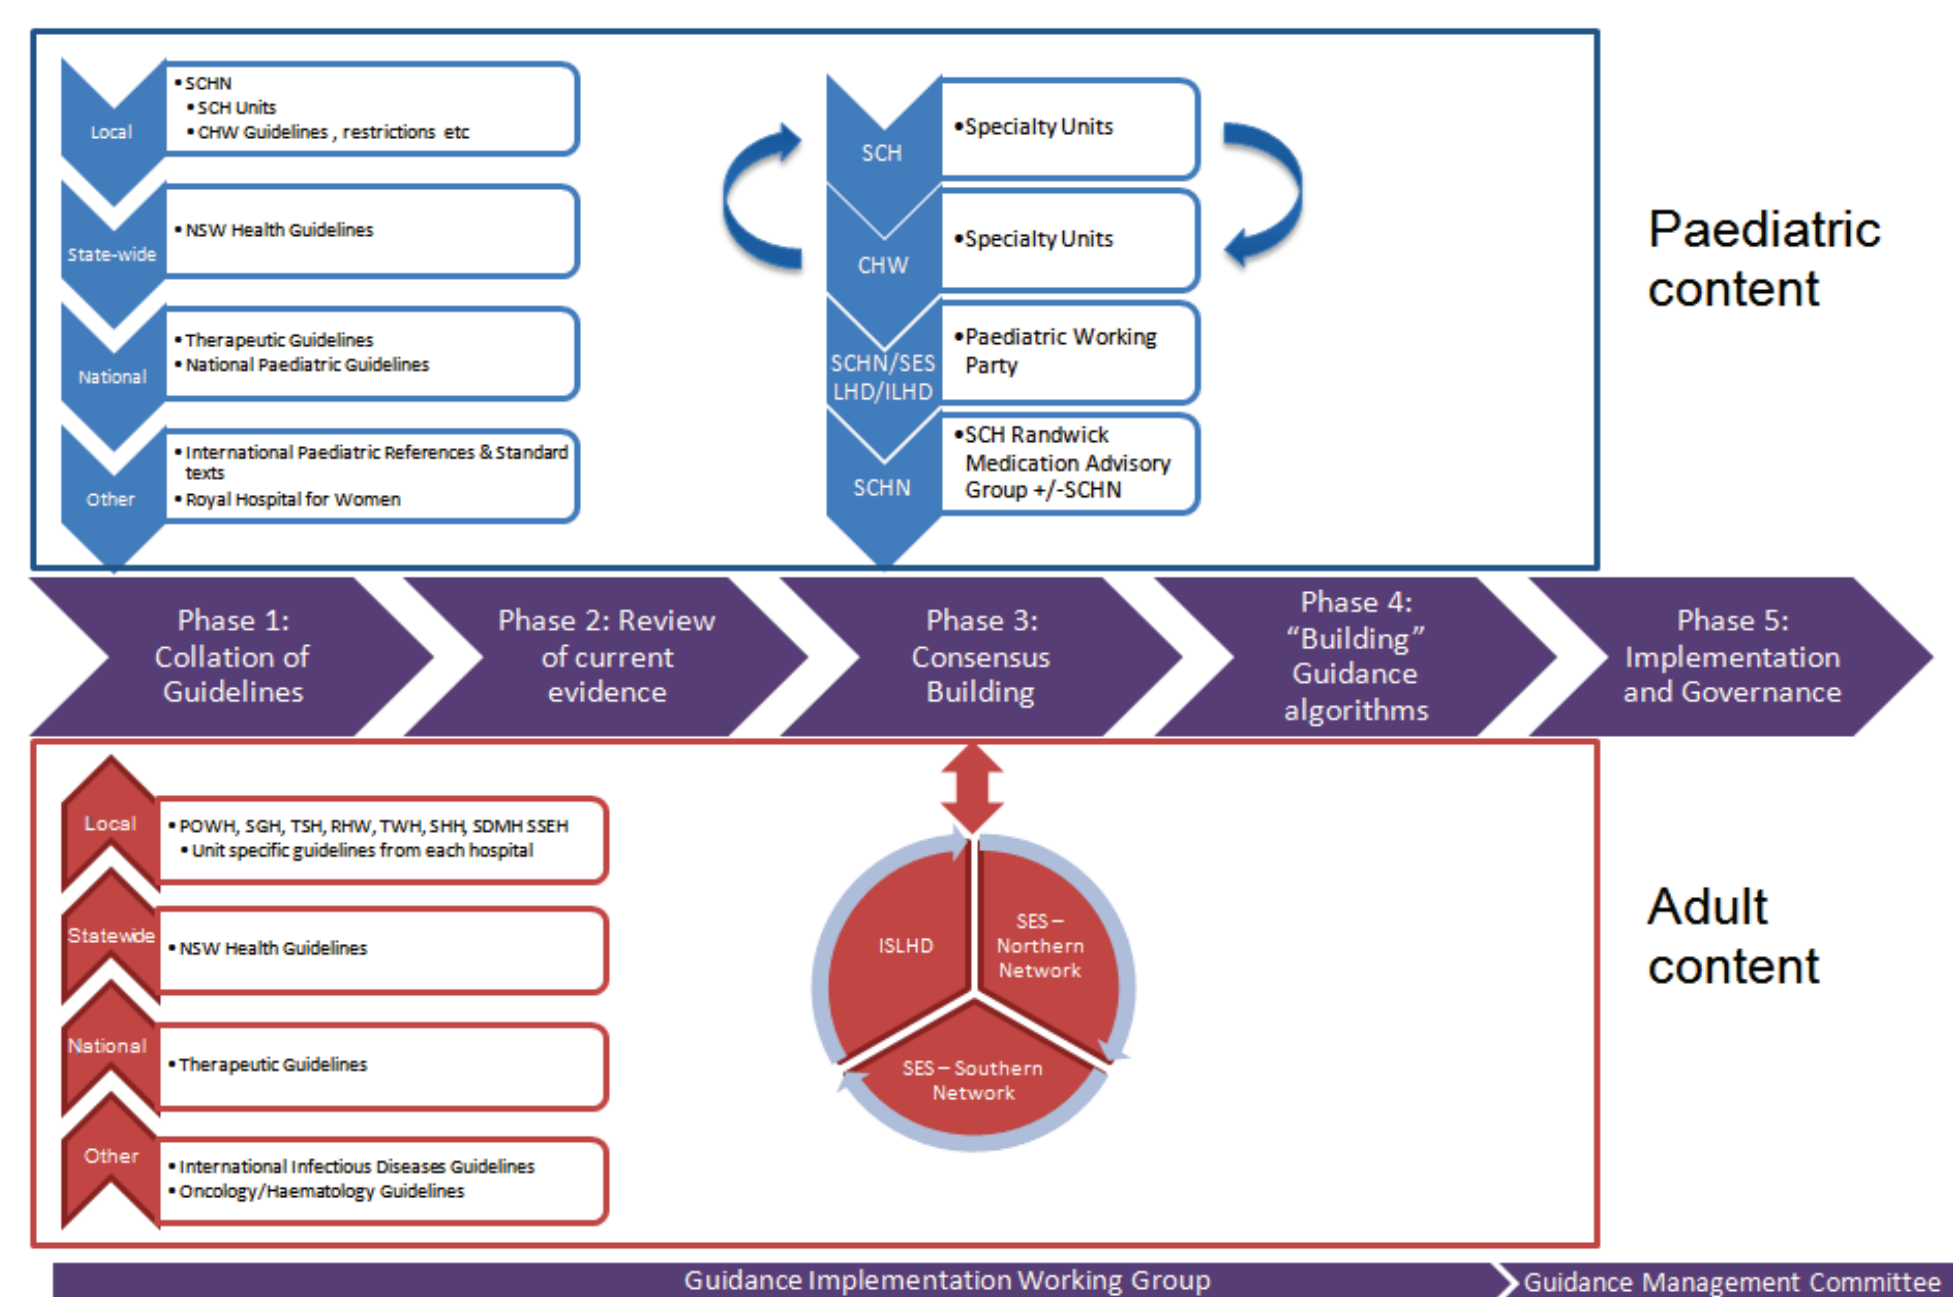 Local
•SCHN
•SCH Units
•CHW Guidelines , restrictions etc
State-wide
•NSW Health Guidelines
National
•Therapeutic Guidelines
•National Paediatric Guidelines
Other
•International Paediatric References & Standard
texts
•Royal Hospital for Women
SCH
•Specialty Units
CHW
•Specialty Units
SCHN/SES
LHD/ILHD
•Paediatric Working
Party
SCHN
•SCH Randwick
Medication Advisory
Group +/-SCHN
Paediatric
content
Phase 1:
Collation of
Guidelines
Phase 2: Review
of current
evidence
Phase 3:
Consensus
Building
Phase 4:
“Building”
Guidance
algorithms
Phase 5:
Implementation
and Governance
Local
•POWH, SGH, TSH, RHW, TWH, SHH, SDMH SSEH
•Unit specific guidelines from each hospital
Statewide
•NSW Health Guidelines
National
•Therapeutic Guidelines
Other
•International Infectious Diseases Guidelines
•Oncology/Haematology Guidelines
ISLHD
SES –
Northern
Network
SES – Southern
Network
Adult
content
Guidance Implementation Working Group
Guidance Management Committee